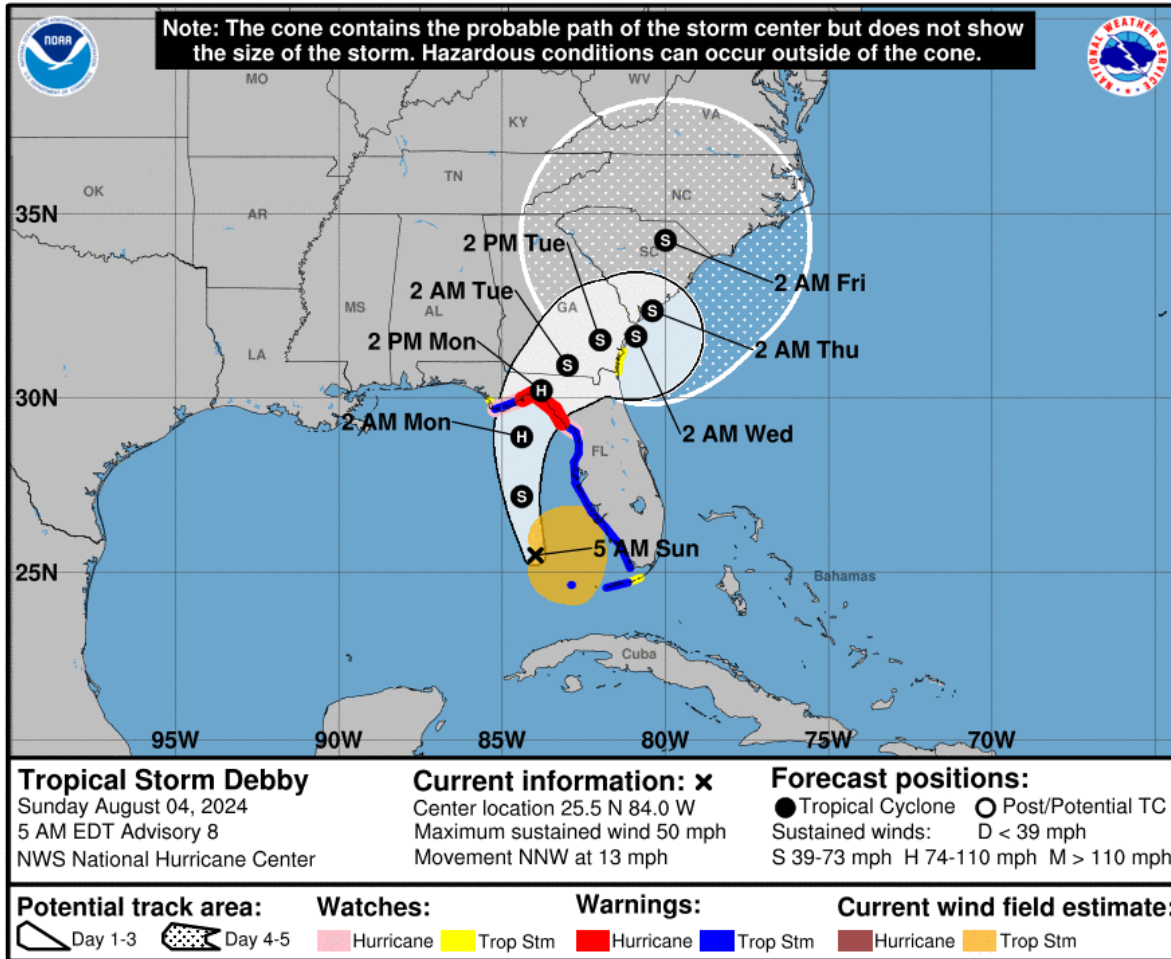 Note: The cone contains the probable path of the storm center but does not show
the size of the storm. Hazardous conditions can occur outside of the cone.
NOAA
NATIONAL WEATHER SERVICE
MO
WV
KY
VA
OK
TN
NC
AR
35N
2 PM Tue
S
SC
2 AM Fri
2 AM Tue
MS
AL
GA
S
2 PM Mon
S
S
2 AM Thu
LA
S
30N
H
2 AM Mon
H
2 AM Wed
FL
S
5 AM Sun
25N
Bahamas
Cuba
95W
90W
85W
80W
75W
70W
Tropical Storm Debby
Sunday August 04, 2024
5 AM EDT Advisory 8
NWS National Hurricane Center
Current information: ×
Center location 25.5 N 84.0 W
Maximum sustained wind 50 mph
Movement NNW at 13 mph
Forecast positions:
Tropical Cyclone Post/Potential TC
Sustained winds: D < 39 mph
S 39-73 mph H 74-110 mph M > 110 mph
Potential track area:
Day 1-3 Day 4-5
Watches:
Hurricane Trop Stm
Warnings:
Hurricane Trop Stm
Current wind field estimate:
Hurricane Trop Stm